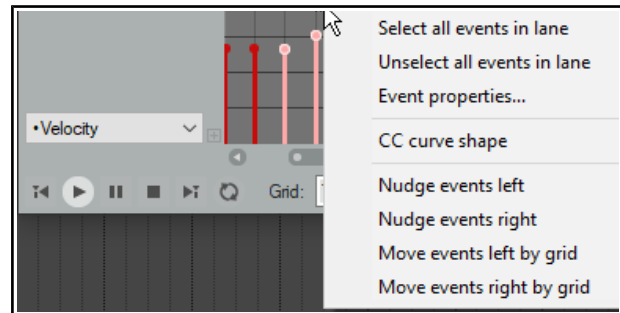 Select all events in lane
Unselect all events in lane
Event properties...
•Velocity
CC curve shape
Nudge events left
Grid:
Nudge events right
Move events left by grid
Move events right by grid